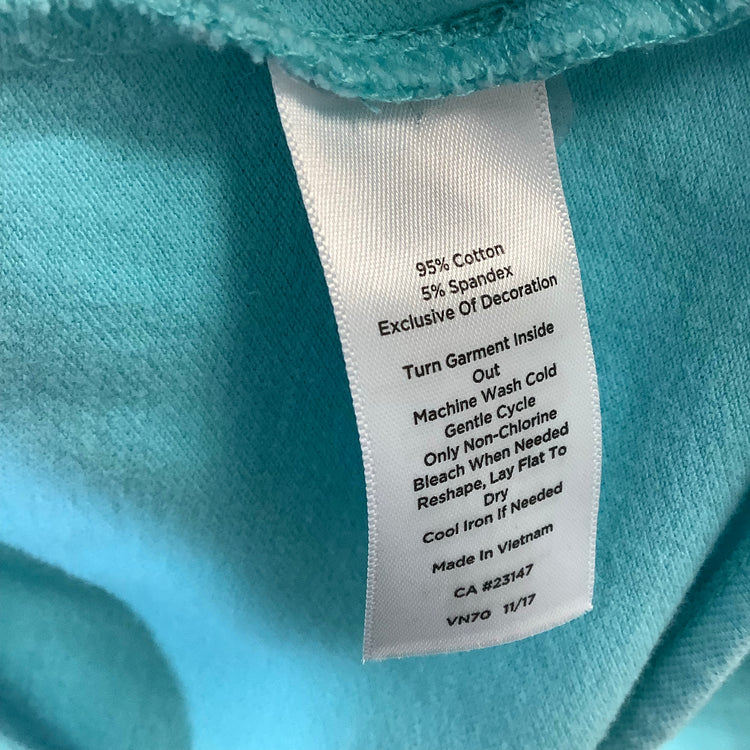 95% Cotton
5% Spandex
Exclusive Of Decoration
Turn Garment Inside
Out
Machine Wash Cold
Gentle Cycle
Only Non-Chlorine
Bleach When Needed
Reshape, Lay Flat To
Dry
Cool Iron If Needed
Made In Vietnam
CA #23147
VN70 11/17